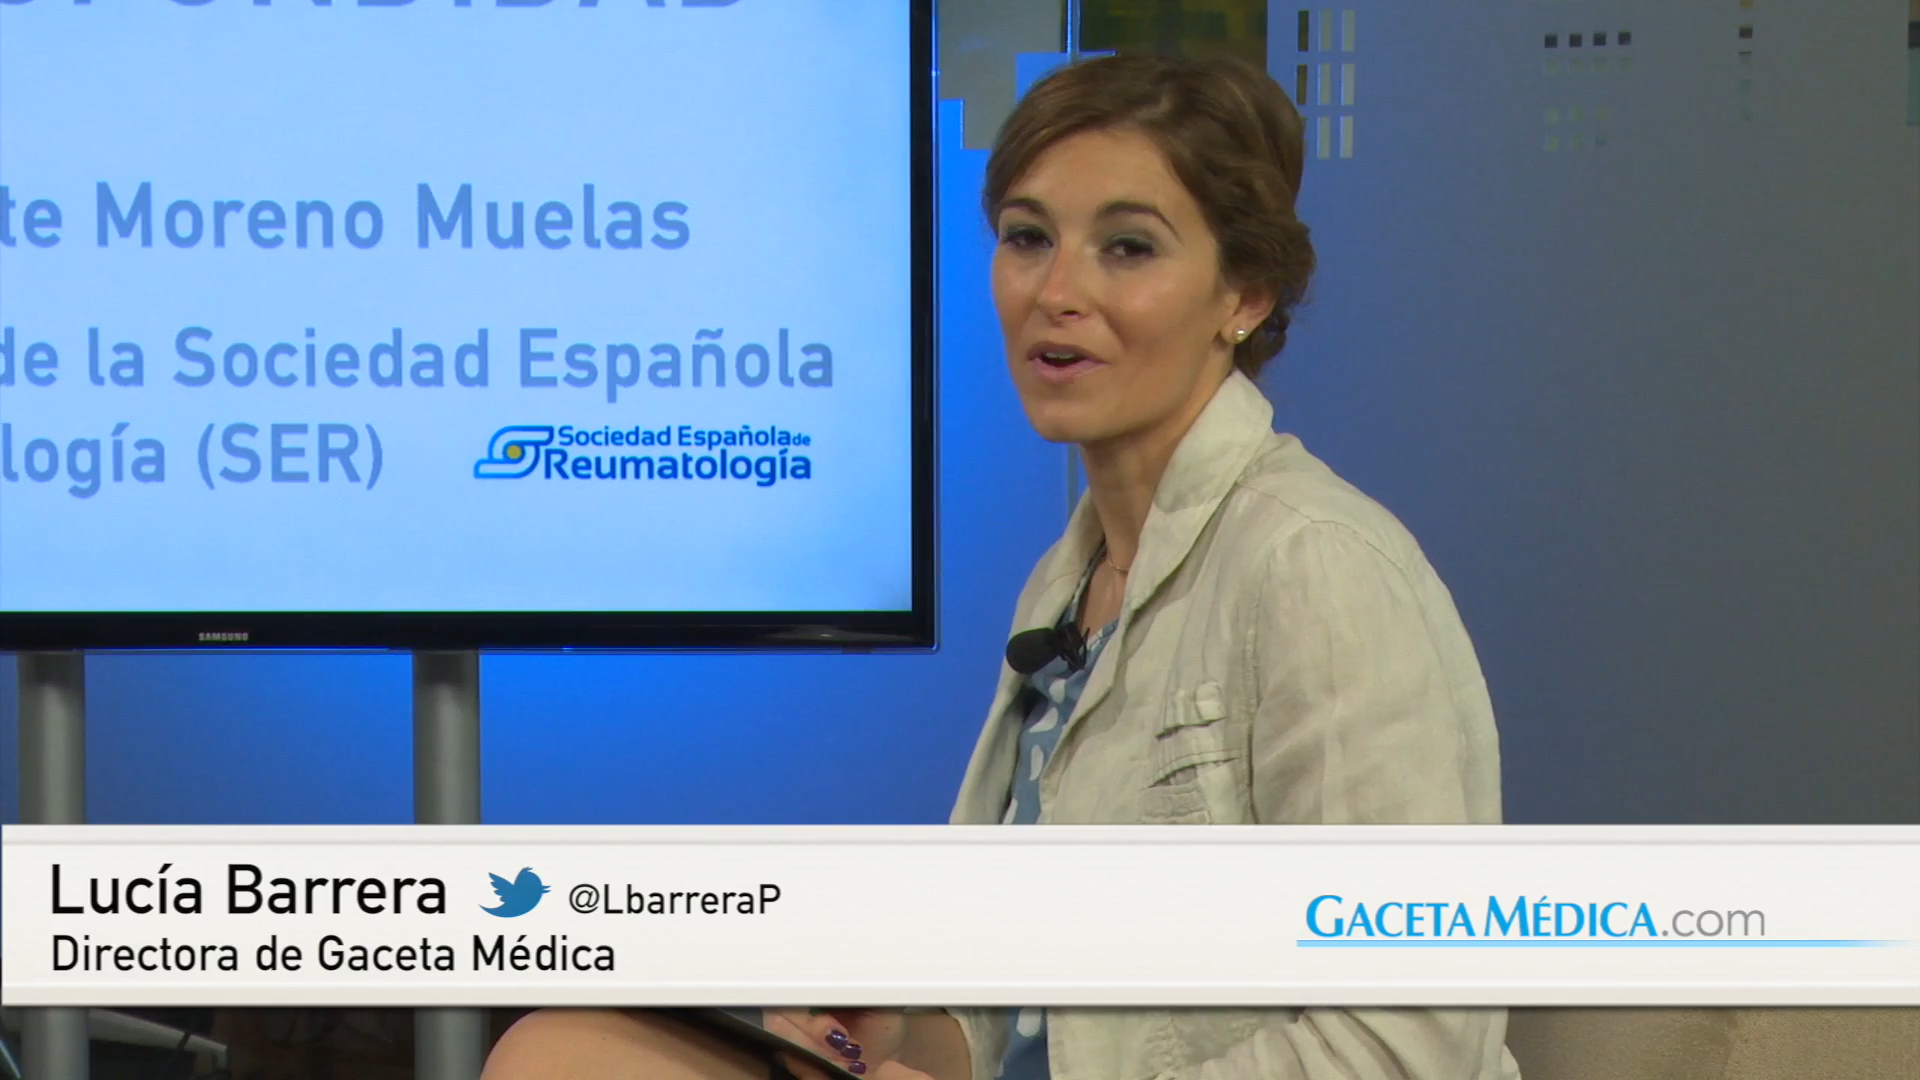 te Moreno Muelas
de la Sociedad Española
logía (SER)
Sociedad Española de
Reumatología
SAMSUNG
Lucía Barrera @LbarreraP
Directora de Gaceta Médica
GACETA MÉDICA.com